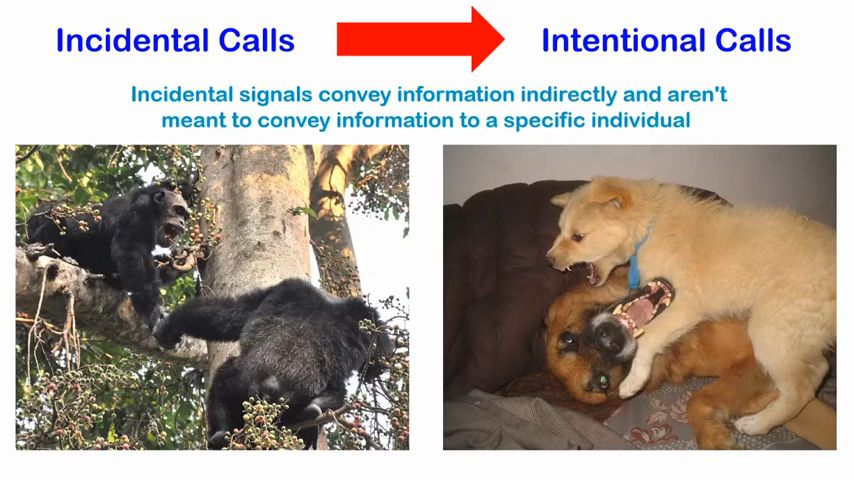 Incidental Calls
Intentional Calls
Incidental signals convey information indirectly and aren't
meant to convey information to a specific individual